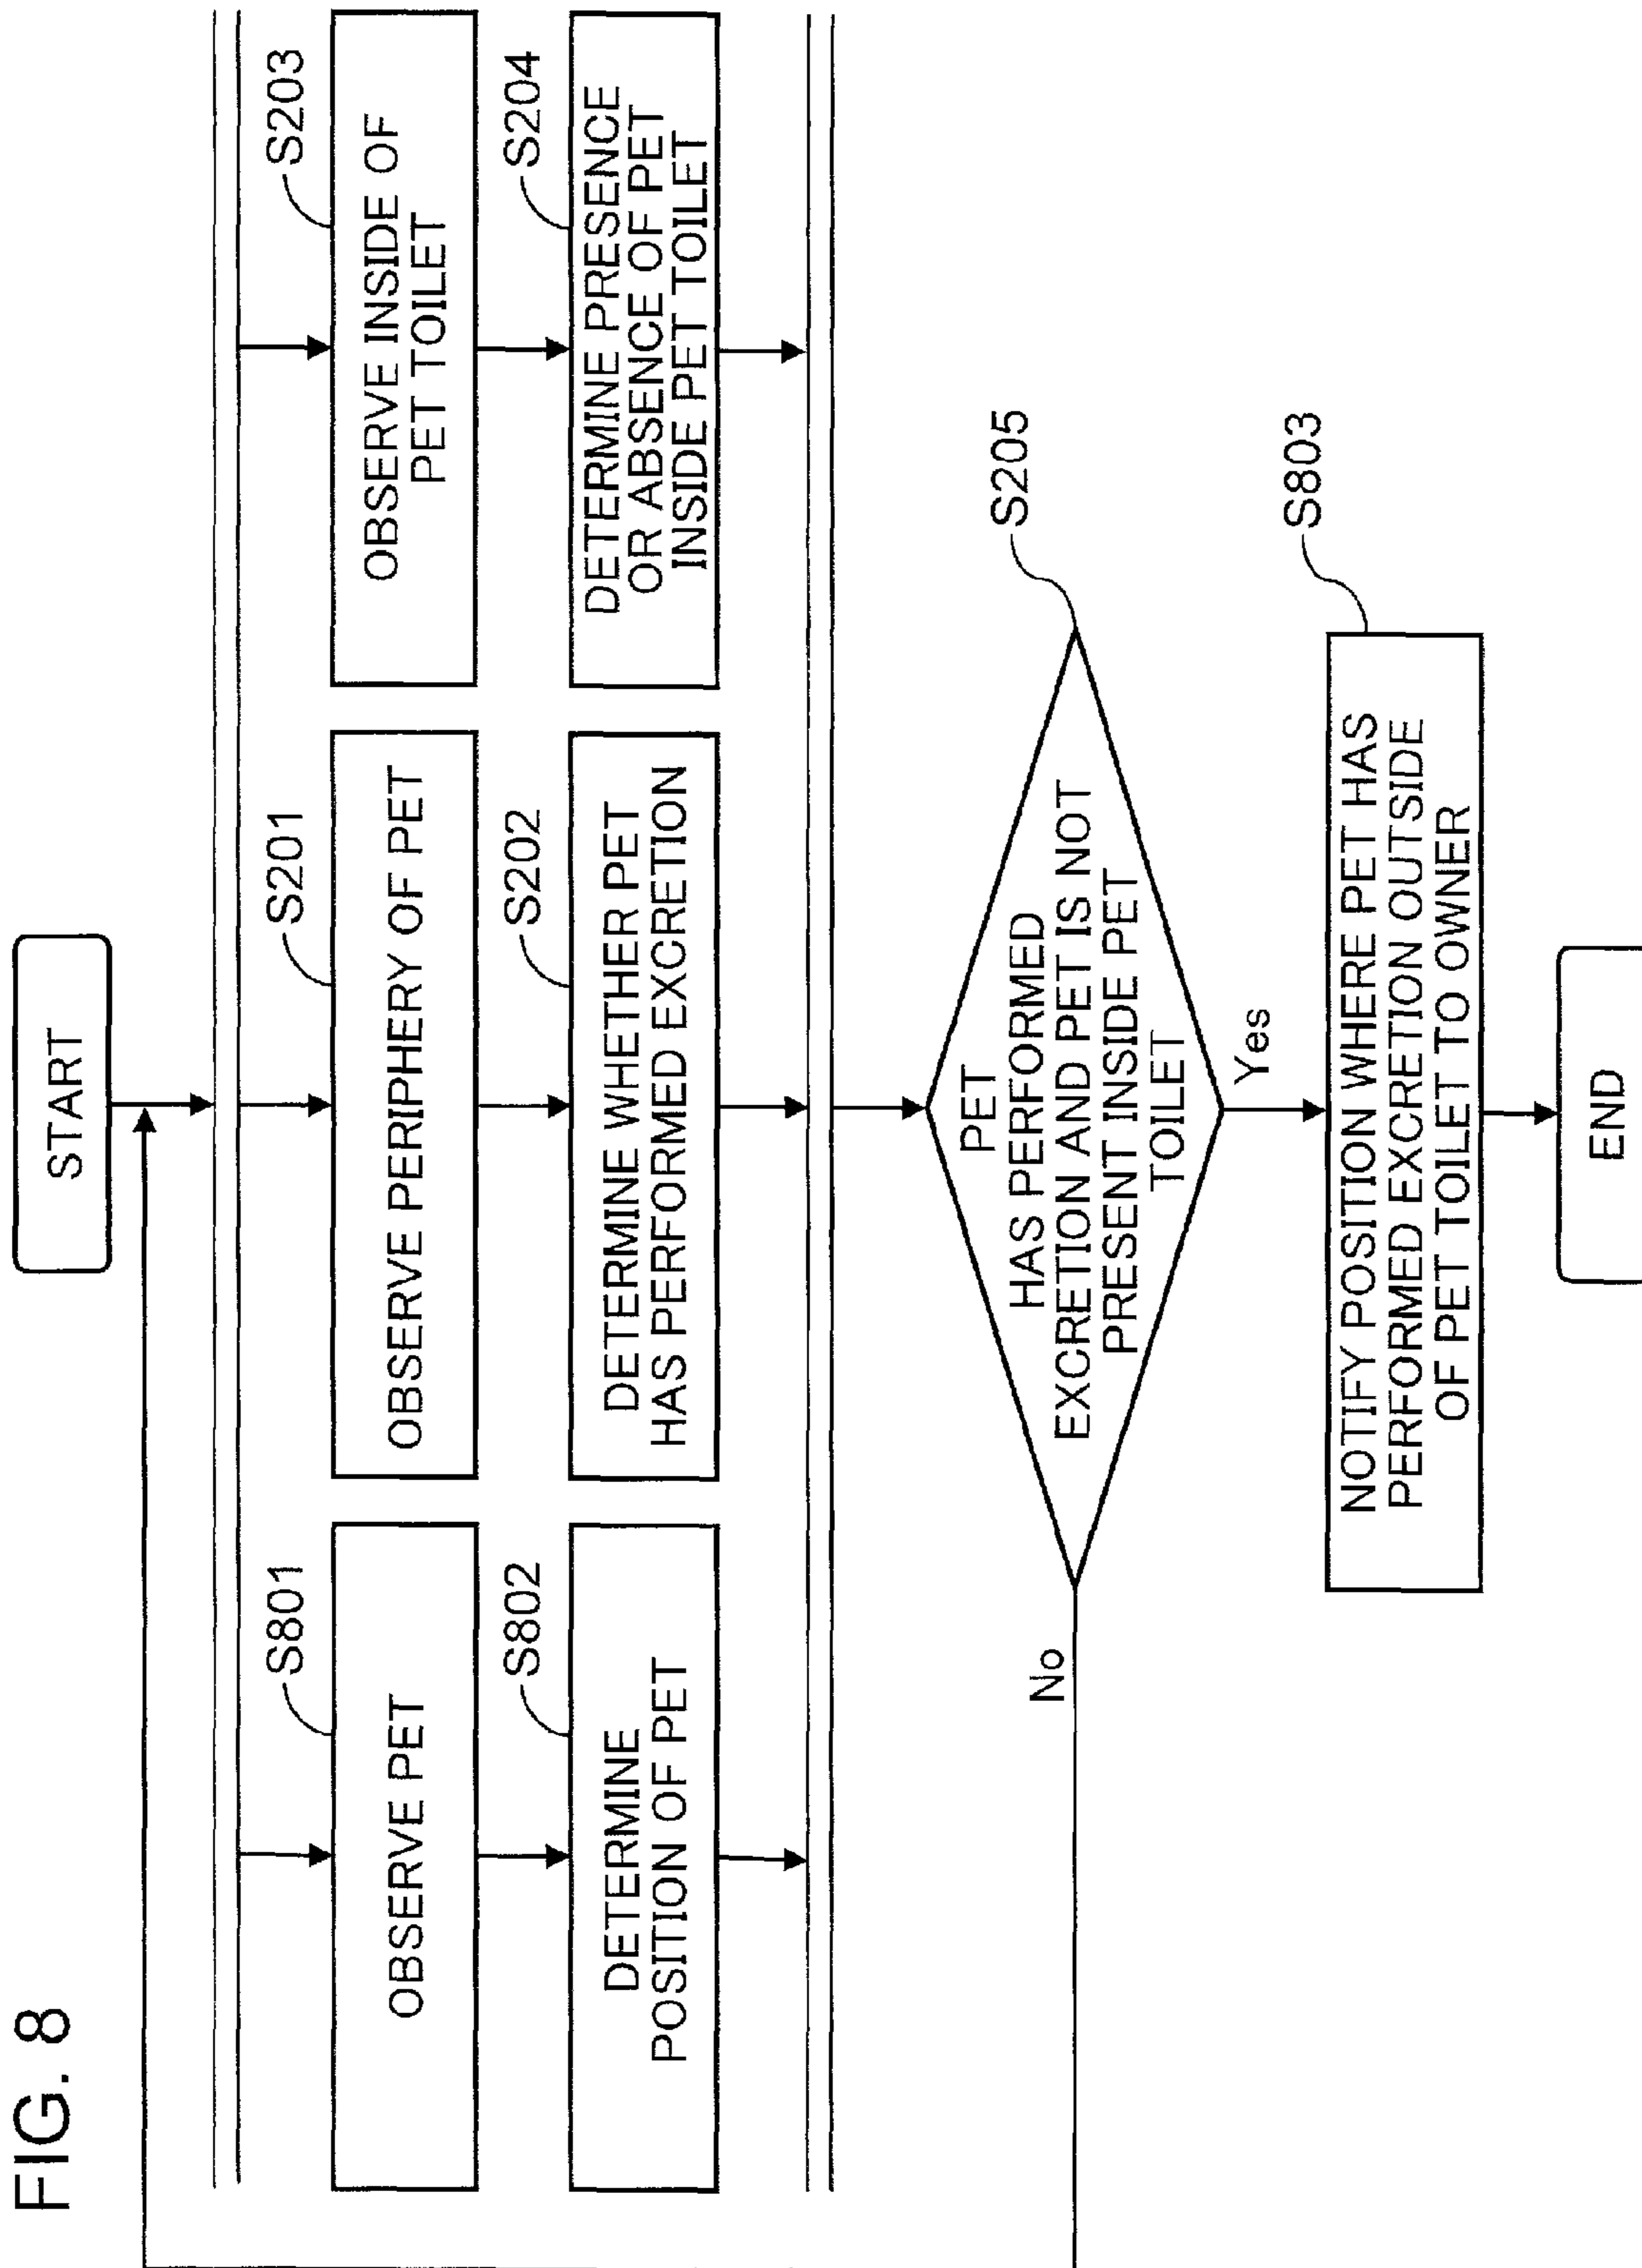 FIG. 8
START
S801
OBSERVE PET
S802
DETERMINE
POSITION OF PET
S201
OBSERVE PERIPHERY OF PET
S202
DETERMINE WHETHER PET
HAS PERFORMED EXCRETION
S203
OBSERVE INSIDE OF
PET TOILET
S204
DETERMINE PRESENCE
OR ABSENCE OF PET
INSIDE PET TOILET
S205
PET
HAS PERFORMED
EXCRETION AND PET IS NOT
PRESENT INSIDE PET
TOILET
No
Yes
S803
NOTIFY POSITION WHERE PET HAS
PERFORMED EXCRETION OUTSIDE
OF PET TOILET TO OWNER
END